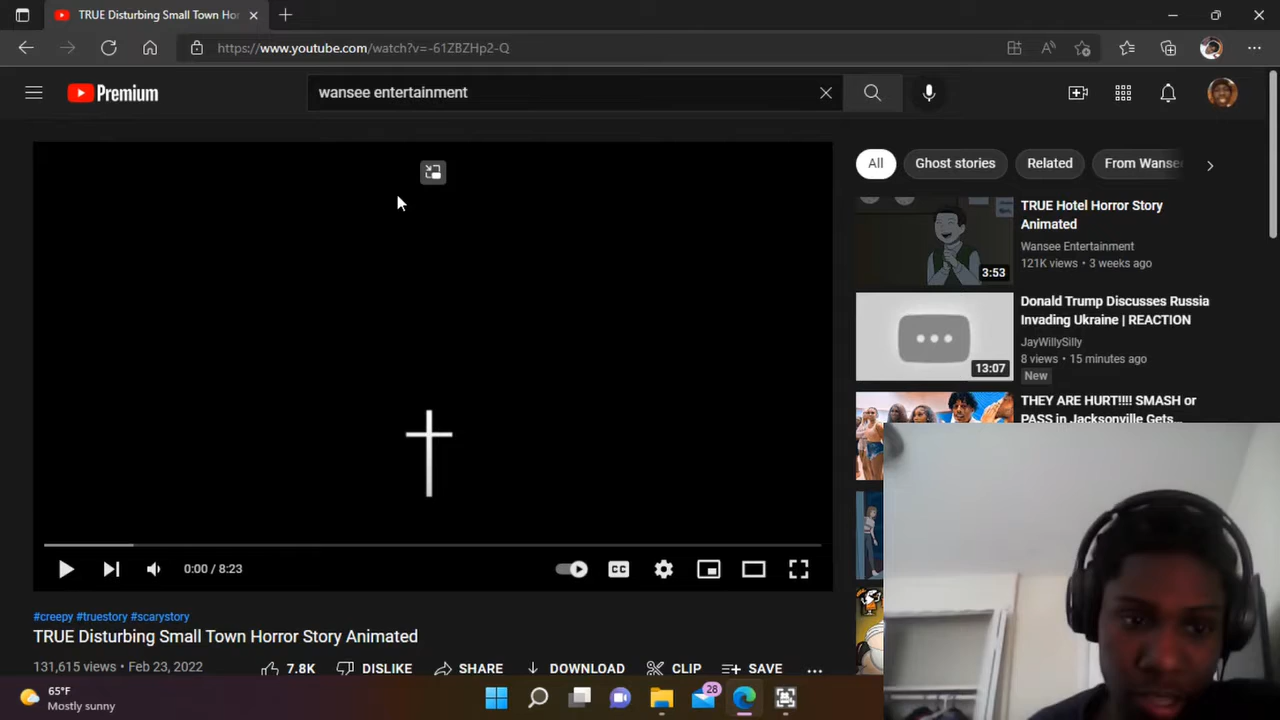 TRUE Disturbing Small Town Hor
https://www.youtube.com/watch?v=-61ZBZHp2-Q
Premium
wansee entertainment
All
Ghost stories
Related
From Wanse
TRUE Hotel Horror Story
Animated
Wansee Entertainment
121K views • 3 weeks ago
3:53
Donald Trump Discusses Russia
Invading Ukraine | REACTION
JayWillySilly
8 views • 15 minutes ago
New
13:07
THEY ARE HURT!!!! SMASH or
PASS in Jacksonville Gets...
0:00 / 8:23
CC
#creepy #truestory #scarystory
TRUE Disturbing Small Town Horror Story Animated
131,615 views • Feb 23, 2022
7.8K
DISLIKE
SHARE
DOWNLOAD
CLIP
SAVE
65°F
Mostly sunny
28